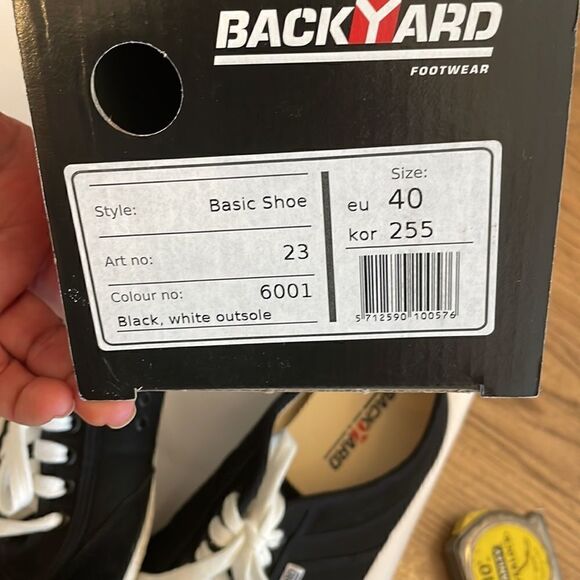 BACKYARD
FOOTWEAR
Style: Basic Shoe
Art no: 23
Colour no: 6001
Black, white outsole
Size:
eu 40
kor 255
5 712590 100576
BACKYARD